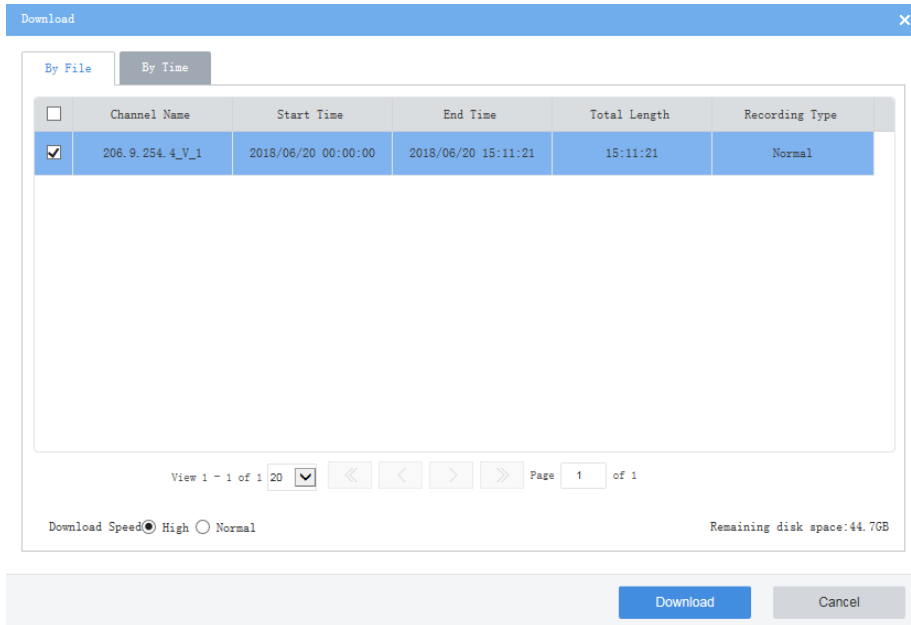 Download
By File By Time
Channel Name Start Time End Time Total Length Recording Type
206.9.254.4_V_1 2018/06/20 00:00:00 2018/06/20 15:11:21 15:11:21 Normal
View 1 - 1 of 1 20 Page 1 of 1
Download Speed High Normal Remaining disk space:44.7GB
Download Cancel